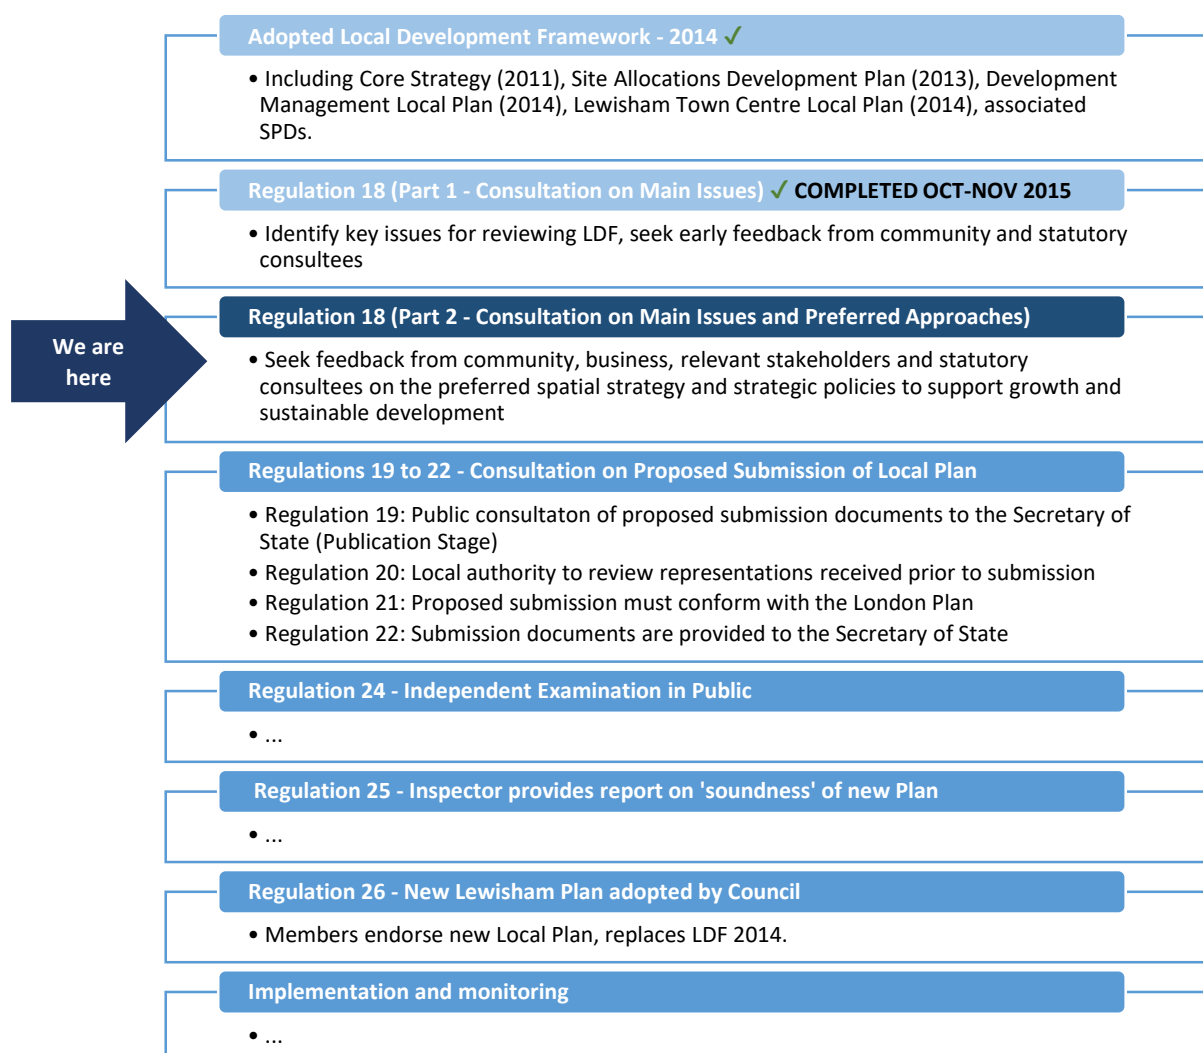 Adopted Local Development Framework - 2014 ✓
• Including Core Strategy (2011), Site Allocations Development Plan (2013), Development
Management Local Plan (2014), Lewisham Town Centre Local Plan (2014), associated
SPDs.
Regulation 18 (Part 1 - Consultation on Main Issues) ✓ COMPLETED OCT-NOV 2015
• Identify key issues for reviewing LDF, seek early feedback from community and statutory
consultees
We are
here
Regulation 18 (Part 2 - Consultation on Main Issues and Preferred Approaches)
• Seek feedback from community, business, relevant stakeholders and statutory
consultees on the preferred spatial strategy and strategic policies to support growth and
sustainable development
Regulations 19 to 22 - Consultation on Proposed Submission of Local Plan
• Regulation 19: Public consultaton of proposed submission documents to the Secretary of
State (Publication Stage)
• Regulation 20: Local authority to review representations received prior to submission
• Regulation 21: Proposed submission must conform with the London Plan
• Regulation 22: Submission documents are provided to the Secretary of State
Regulation 24 - Independent Examination in Public
• ...
Regulation 25 - Inspector provides report on 'soundness' of new Plan
• ...
Regulation 26 - New Lewisham Plan adopted by Council
• Members endorse new Local Plan, replaces LDF 2014.
Implementation and monitoring
• ...